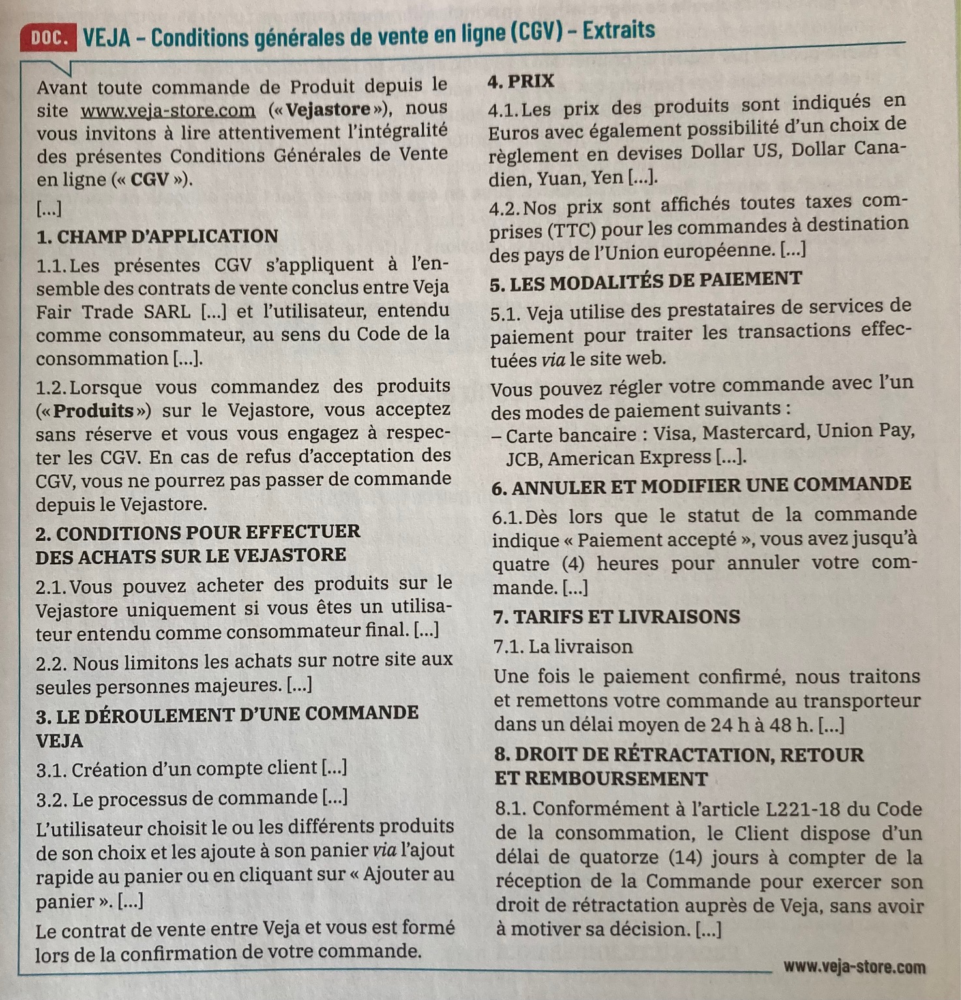 DOC. VEJA – Conditions générales de vente en ligne (CGV) – Extraits
Avant toute commande de Produit depuis le
site www.veja-store.com (« Vejastore »), nous
vous invitons à lire attentivement l'intégralité
des présentes Conditions Générales de Vente
en ligne (« CGV »).
[...]
1. CHAMP D'APPLICATION
1.1. Les présentes CGV s'appliquent à l'en-
semble des contrats de vente conclus entre Veja
Fair Trade SARL [...] et l'utilisateur, entendu
comme consommateur, au sens du Code de la
consommation [...].
1.2. Lorsque vous commandez des produits
(« Produits ») sur le Vejastore, vous acceptez
sans réserve et vous vous engagez à respec-
ter les CGV. En cas de refus d'acceptation des
CGV, vous ne pourrez pas passer de commande
depuis le Vejastore.
2. CONDITIONS POUR EFFECTUER
DES ACHATS SUR LE VEJASTORE
2.1. Vous pouvez acheter des produits sur le
Vejastore uniquement si vous êtes un utilisa-
teur entendu comme consommateur final. [...]
2.2. Nous limitons les achats sur notre site aux
seules personnes majeures. [...]
3. LE DÉROULEMENT D'UNE COMMANDE
VEJA
3.1. Création d'un compte client [...]
3.2. Le processus de commande [...]
L'utilisateur choisit le ou les différents produits
de son choix et les ajoute à son panier via l'ajout
rapide au panier ou en cliquant sur « Ajouter au
panier ». [...]
Le contrat de vente entre Veja et vous est formé
lors de la confirmation de votre commande.
4. PRIX
4.1. Les prix des produits sont indiqués en
Euros avec également possibilité d'un choix de
règlement en devises Dollar US, Dollar Cana-
dien, Yuan, Yen [...].
4.2. Nos prix sont affichés toutes taxes com-
prises (TTC) pour les commandes à destination
des pays de l'Union européenne. [...]
5. LES MODALITÉS DE PAIEMENT
5.1. Veja utilise des prestataires de services de
paiement pour traiter les transactions effec-
tuées via le site web.
Vous pouvez régler votre commande avec l'un
des modes de paiement suivants :
– Carte bancaire : Visa, Mastercard, Union Pay,
JCB, American Express [...].
6. ANNULER ET MODIFIER UNE COMMANDE
6.1. Dès lors que le statut de la commande
indique « Paiement accepté », vous avez jusqu'à
quatre (4) heures pour annuler votre com-
mande. [...]
7. TARIFS ET LIVRAISONS
7.1. La livraison
Une fois le paiement confirmé, nous traitons
et remettons votre commande au transporteur
dans un délai moyen de 24 h à 48 h. [...]
8. DROIT DE RÉTRACTATION, RETOUR
ET REMBOURSEMENT
8.1. Conformément à l'article L221-18 du Code
de la consommation, le Client dispose d'un
délai de quatorze (14) jours à compter de la
réception de la Commande pour exercer son
droit de rétractation auprès de Veja, sans avoir
à motiver sa décision. [...]
www.veja-store.com